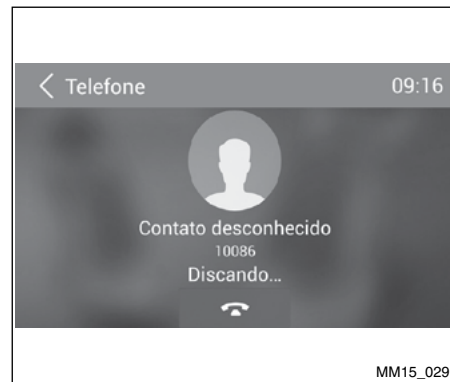 Telefone
09:16
Contato desconhecido
10086
Discando...
MM15_029